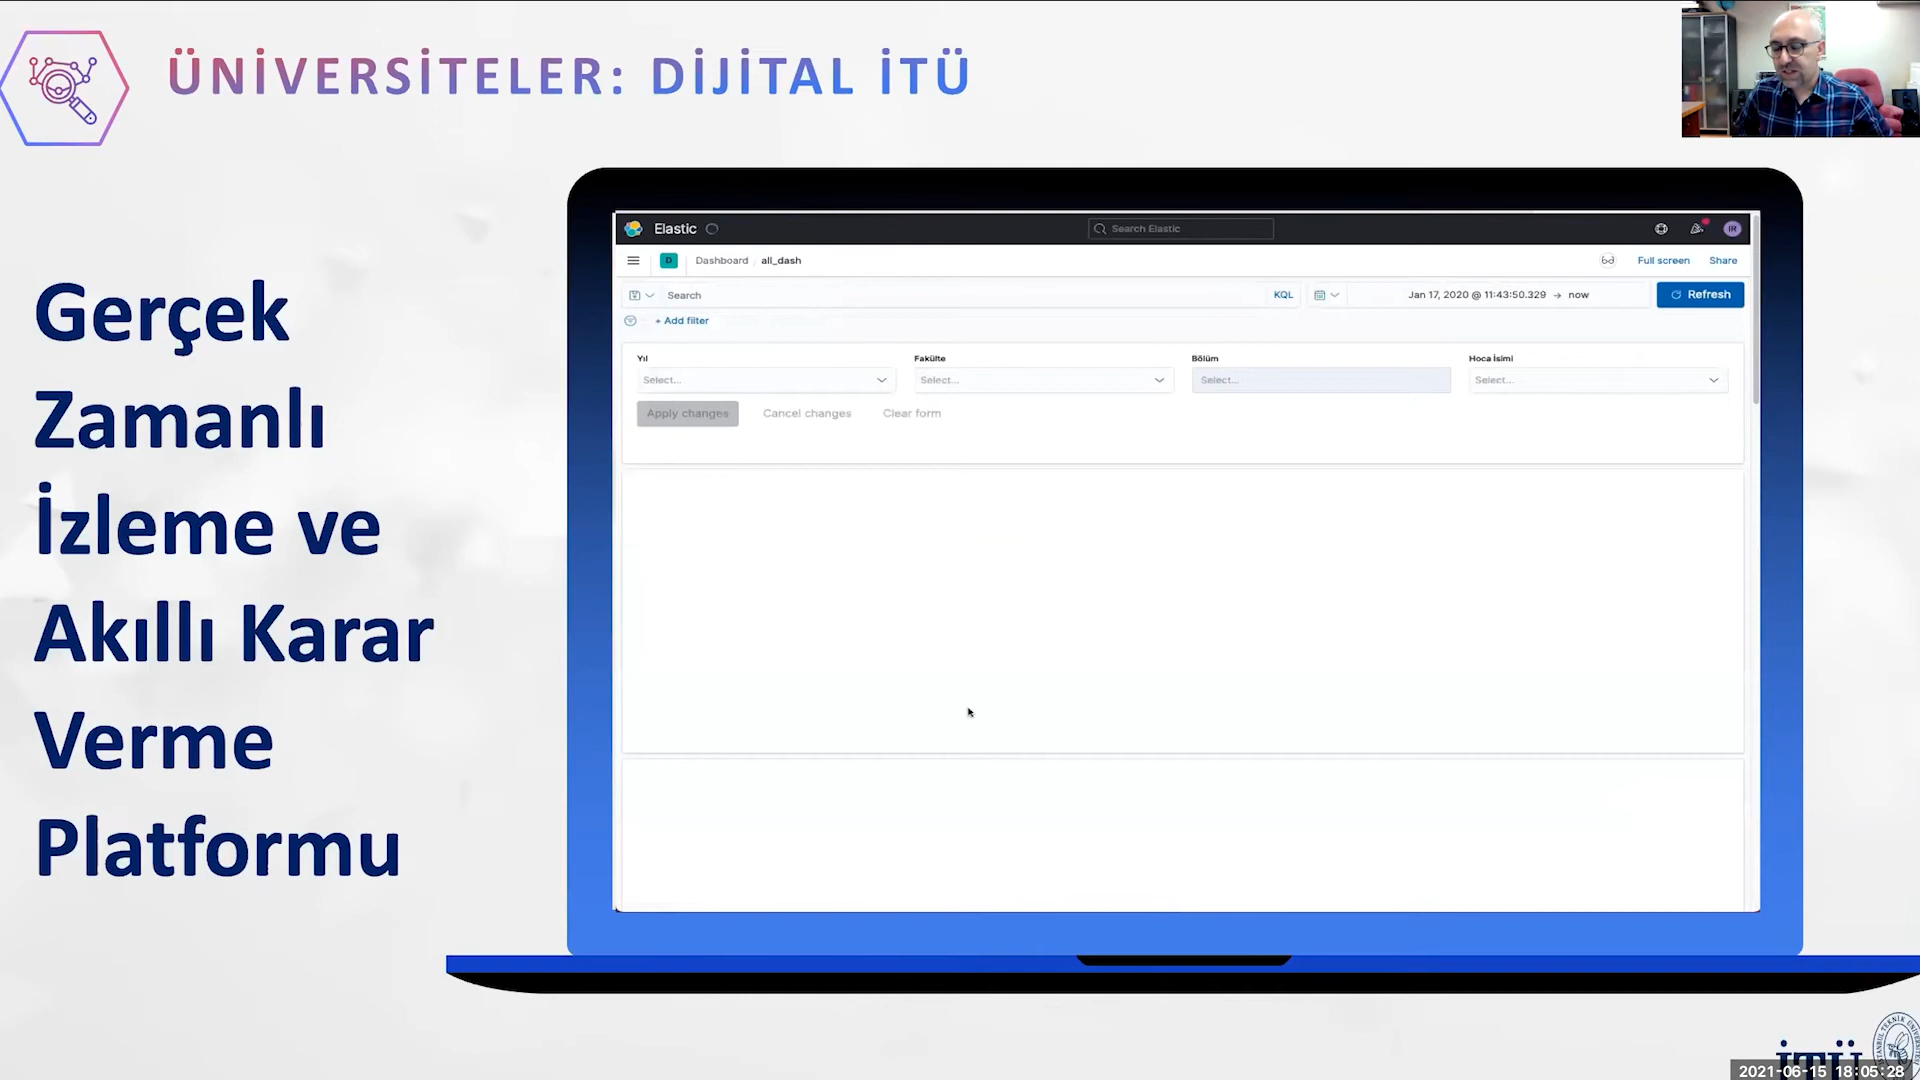 ÜNİVERSİTELER: DİJİTAL İTÜ
Gerçek
Zamanlı
İzleme ve
Akıllı Karar
Verme
Platformu
Elastic
Search Elastic
IR
D
Dashboard
all_dash
Full screen
Share
Search
KQL
Jan 17, 2020 @ 11:43:50.329 → now
Refresh
+ Add filter
Yıl
Fakülte
Bölüm
Hoca İsimi
Select...
Select...
Select...
Select...
Apply changes
Cancel changes
Clear form
İTÜ
2021-06-15 18:05:28